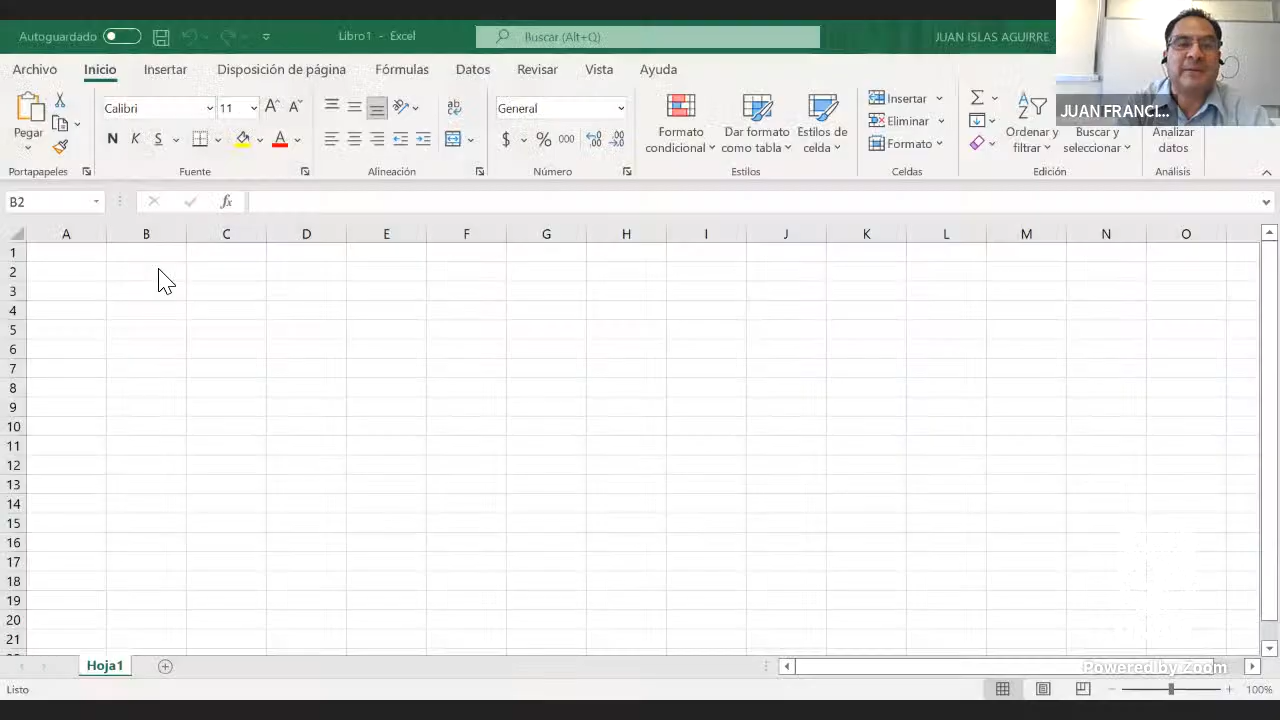 Autoguardado
Libro1 - Excel
Buscar (Alt+Q)
JUAN ISLAS AGUIRRE
Archivo Inicio Insertar Disposición de página Fórmulas Datos Revisar Vista Ayuda
JUAN FRANCI...
Pegar
Calibri 11
N K S
General
$ % 000
Formato condicional
Dar formato como tabla
Estilos de celda
Insertar
Eliminar
Formato
Ordenar y filtrar
Buscar y seleccionar
Analizar datos
Portapapeles Fuente Alineación Número Estilos Celdas Edición Análisis
B2 fx
A B C D E F G H I J K L M N O
1
2
3
4
5
6
7
8
9
10
11
12
13
14
15
16
17
18
19
20
21
Hoja1
Powered by Zoom
Listo
100%